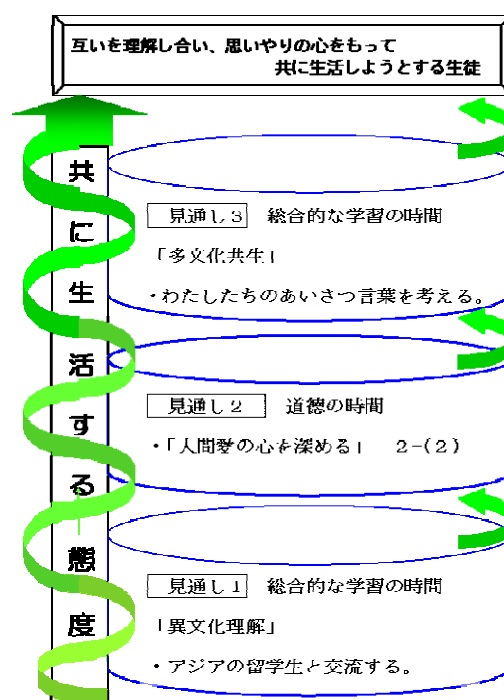 互いを理解し合い、思いやりの心をもって
共に生活しようとする生徒
共に生活する態度
見通し3　総合的な学習の時間
「多文化共生」
・わたしたちのあいさつ言葉を考える。
見通し2　道徳の時間
・「人間愛の心を深める」　2-(2)
見通し1　総合的な学習の時間
「異文化理解」
・アジアの留学生と交流する。